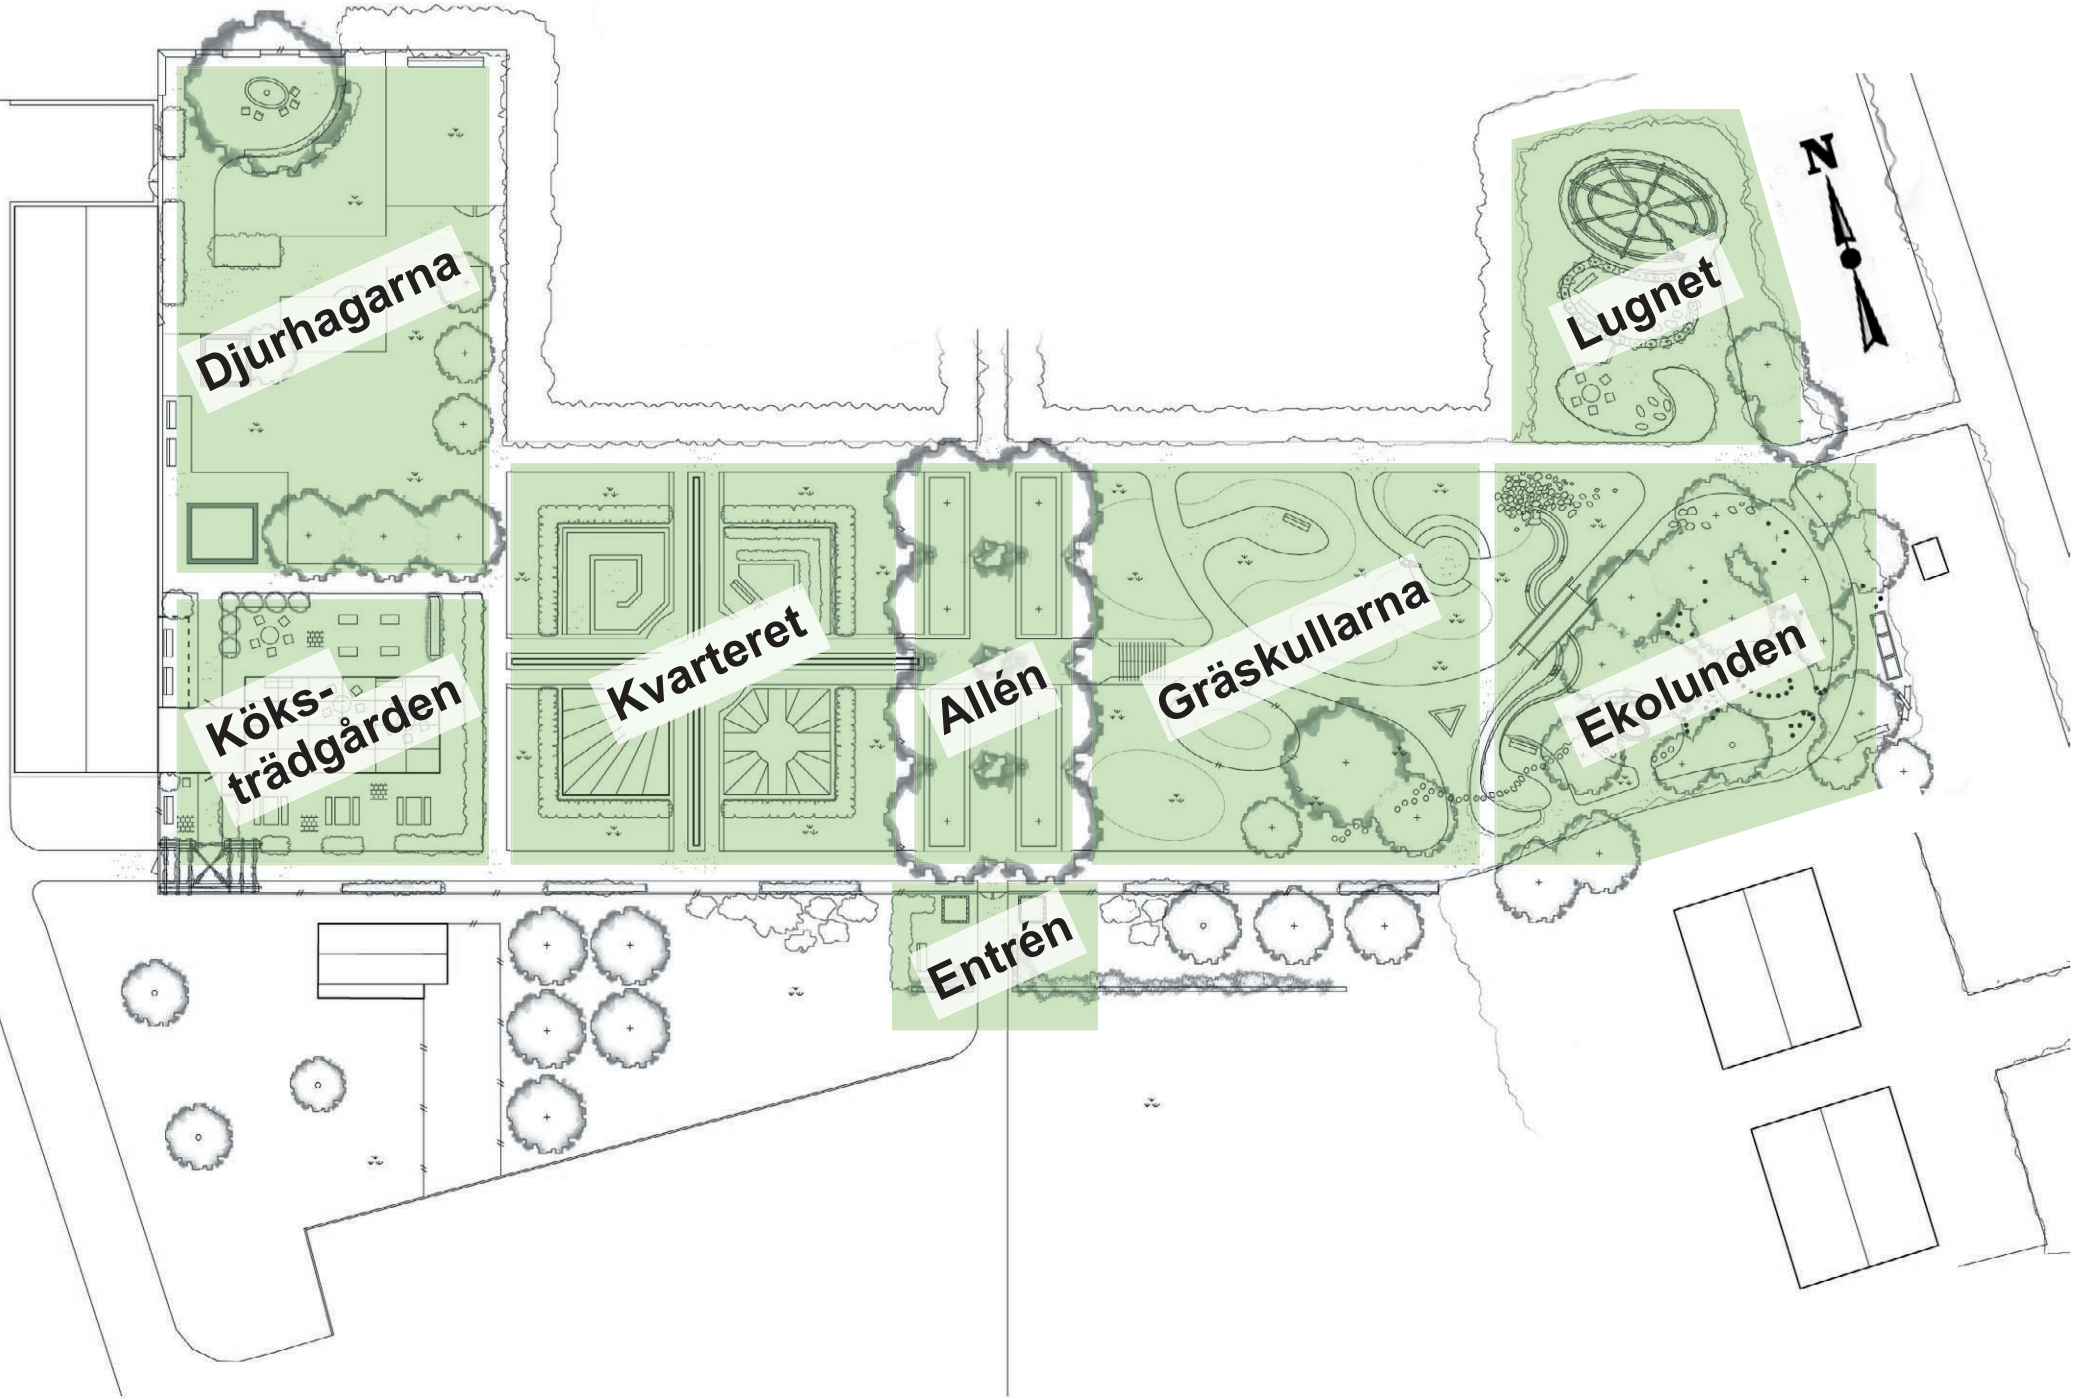 N
Djurhagarna
Lugnet
Köks-
trädgården
Kvarteret
Allén
Gräskullarna
Ekolunden
Entrén